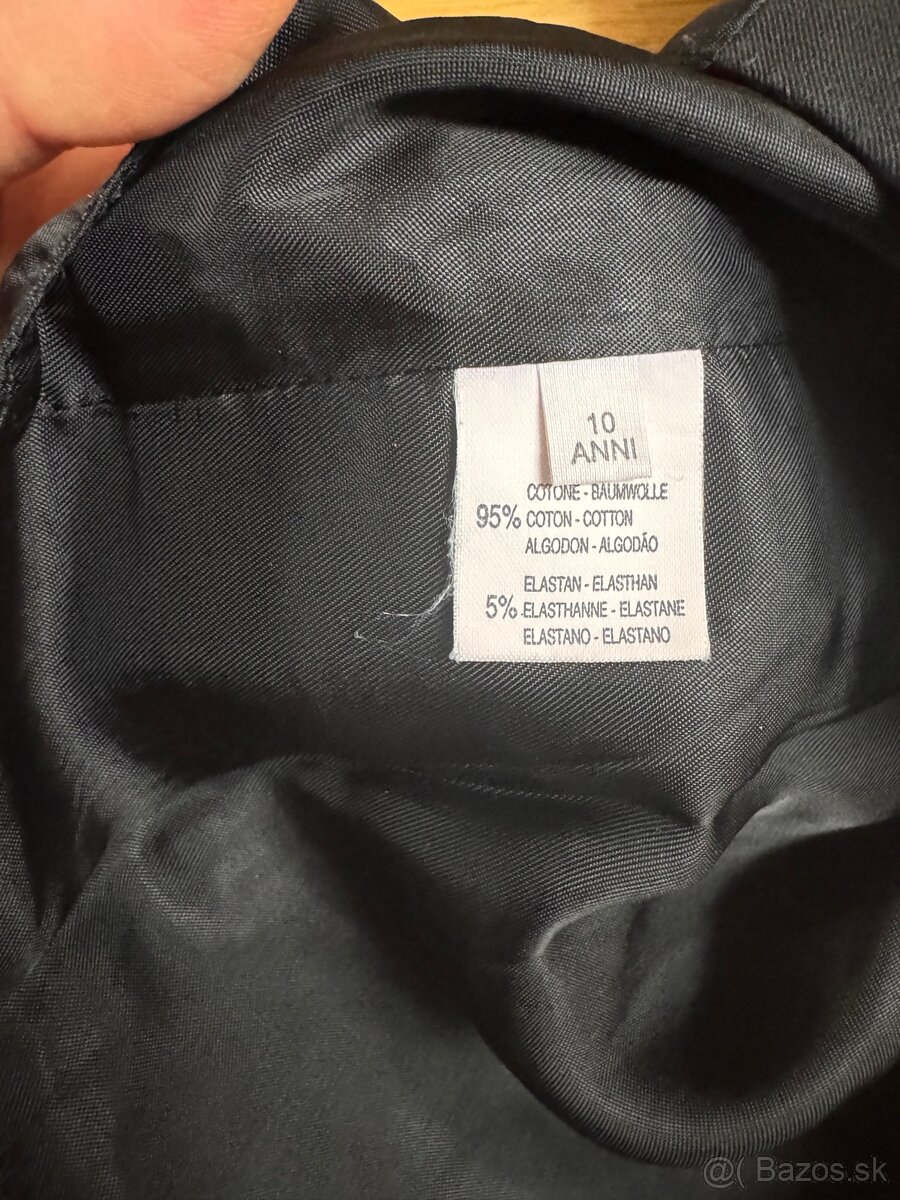 10
ANNI
COTONE - BAUMWOLLE
95% COTON - COTTON
ALGODON - ALGODÃO
ELASTAN - ELASTHAN
5% ELASTHANNE - ELASTANE
ELASTANO - ELASTANO
@( Bazos.sk